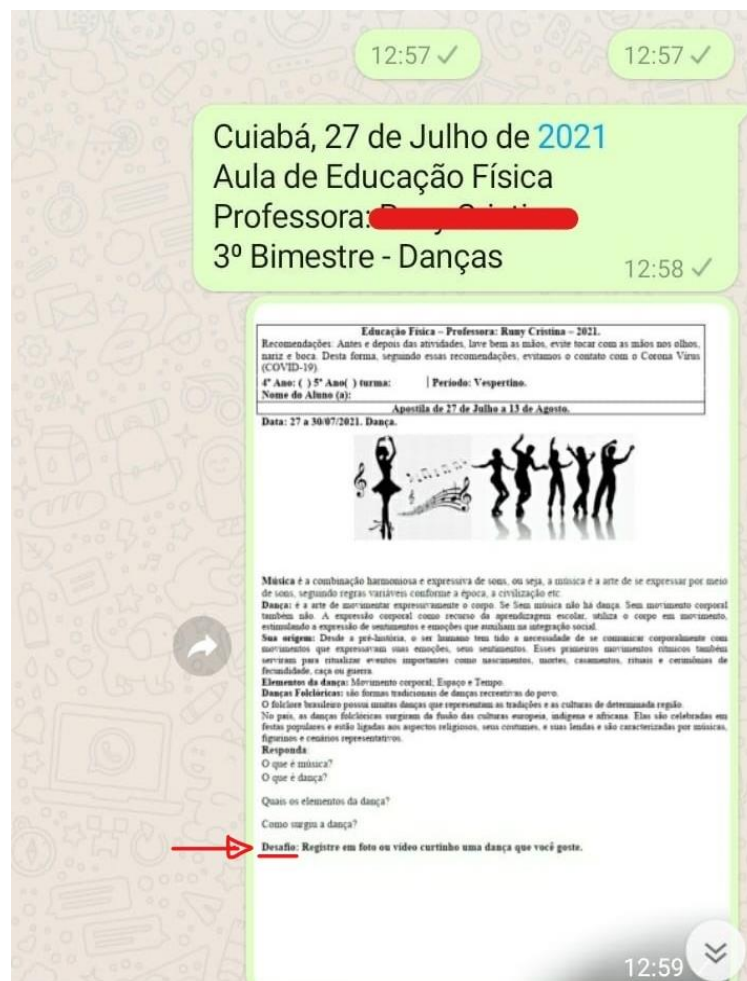 12:57
12:57
Cuiabá, 27 de Julho de 2021
Aula de Educação Física
Professora:
3º Bimestre - Danças
12:58
Educação Física – Professora: Runy Cristina – 2021.
Recomendações: Antes e depois das atividades, lave bem as mãos, evite tocar com as mãos nos olhos,
nariz e boca. Desta forma, seguindo essas recomendações, evitamos o contato com o Corona Vírus
(COVID-19).
4º Ano: ( ) 5º Ano( ) turma: | Período: Vespertino.
Nome do Aluno (a):
Apostila de 27 de Julho a 13 de Agosto.
Data: 27 a 30/07/2021. Dança.
Música é a combinação harmoniosa e expressiva de sons, ou seja, a música é a arte de se expressar por meio
de sons, seguindo regras variáveis conforme a época, a civilização etc.
Dança: é a arte de movimentar expressivamente o corpo. Se Sem música não há dança. Sem movimento corporal
também não. A expressão corporal como recurso da aprendizagem escolar, utiliza o corpo em movimento,
estimulando a expressão de sentimentos e emoções que auxiliam na integração social.
Sua origem: Desde a pré-história, o ser humano tem tido a necessidade de se comunicar corporalmente com
movimentos que expressavam suas emoções, seus sentimentos. Esses primeiros movimentos rítmicos também
serviram para ritualizar eventos importantes como nascimentos, mortes, casamentos, rituais e cerimônias de
fecundidade, caça ou guerra.
Elementos da dança: Movimento corporal; Espaço e Tempo.
Danças Folclóricas: são formas tradicionais de danças recreativas do povo.
O folclore brasileiro possui muitas danças que representam as tradições e as culturas de determinada região.
No país, as danças folclóricas surgiram da fusão das culturas europeia, indígena e africana. Elas são celebradas em
festas populares e estão ligadas aos aspectos religiosos, seus costumes, e suas lendas e são caracterizadas por músicas,
figurinos e cenários representativos.
Responda:
O que é música?
O que é dança?
Quais os elementos da dança?
Como surgiu a dança?
Desafio: Registre em foto ou vídeo curtinho uma dança que você goste.
12:59